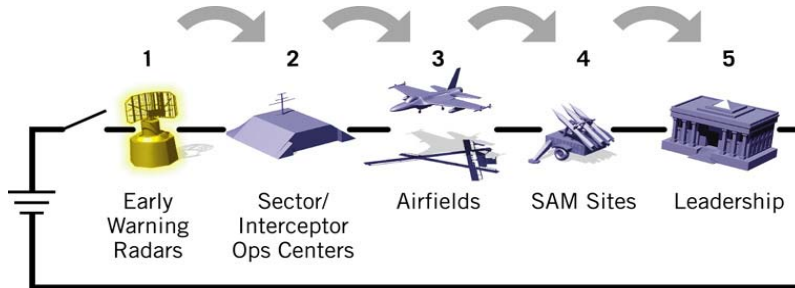 1 2 3 4 5
Early
Warning
Radars
Sector/
Interceptor
Ops Centers
Airfields
SAM Sites
Leadership